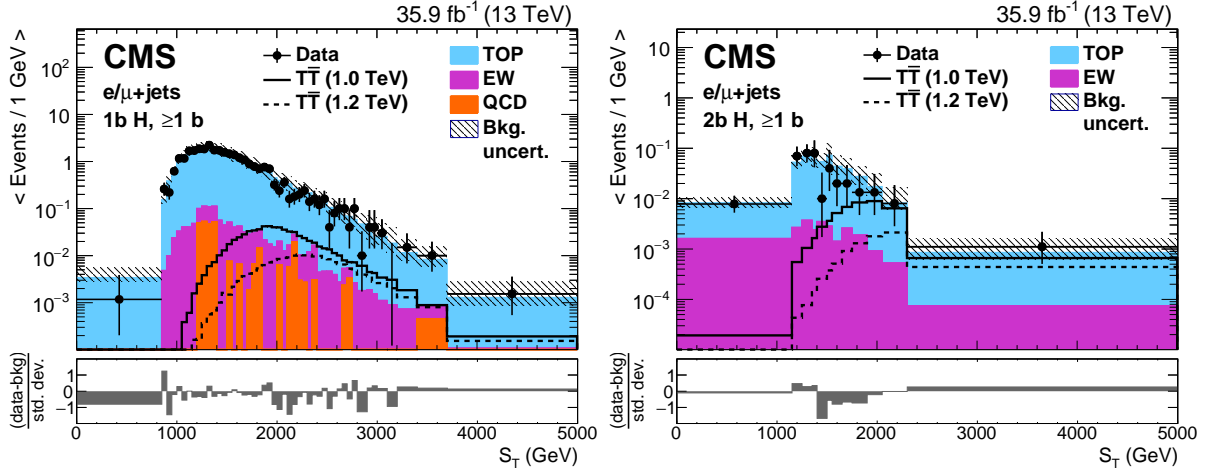 35.9 fb⁻¹ (13 TeV)
CMS
e/μ+jets
1b H, ≥1 b
Data
TT̅ (1.0 TeV)
TT̅ (1.2 TeV)
TOP
EW
QCD
Bkg.
uncert.
< Events / 1 GeV >
10²
10
1
10⁻¹
10⁻²
10⁻³
(data-bkg)
std. dev.
1
0
−1
0 1000 2000 3000 4000 5000
S_T (GeV)
35.9 fb⁻¹ (13 TeV)
CMS
e/μ+jets
2b H, ≥1 b
Data
TT̅ (1.0 TeV)
TT̅ (1.2 TeV)
TOP
EW
Bkg.
uncert.
< Events / 1 GeV >
10
1
10⁻¹
10⁻²
10⁻³
10⁻⁴
(data-bkg)
std. dev.
1
0
−1
0 1000 2000 3000 4000 5000
S_T (GeV)